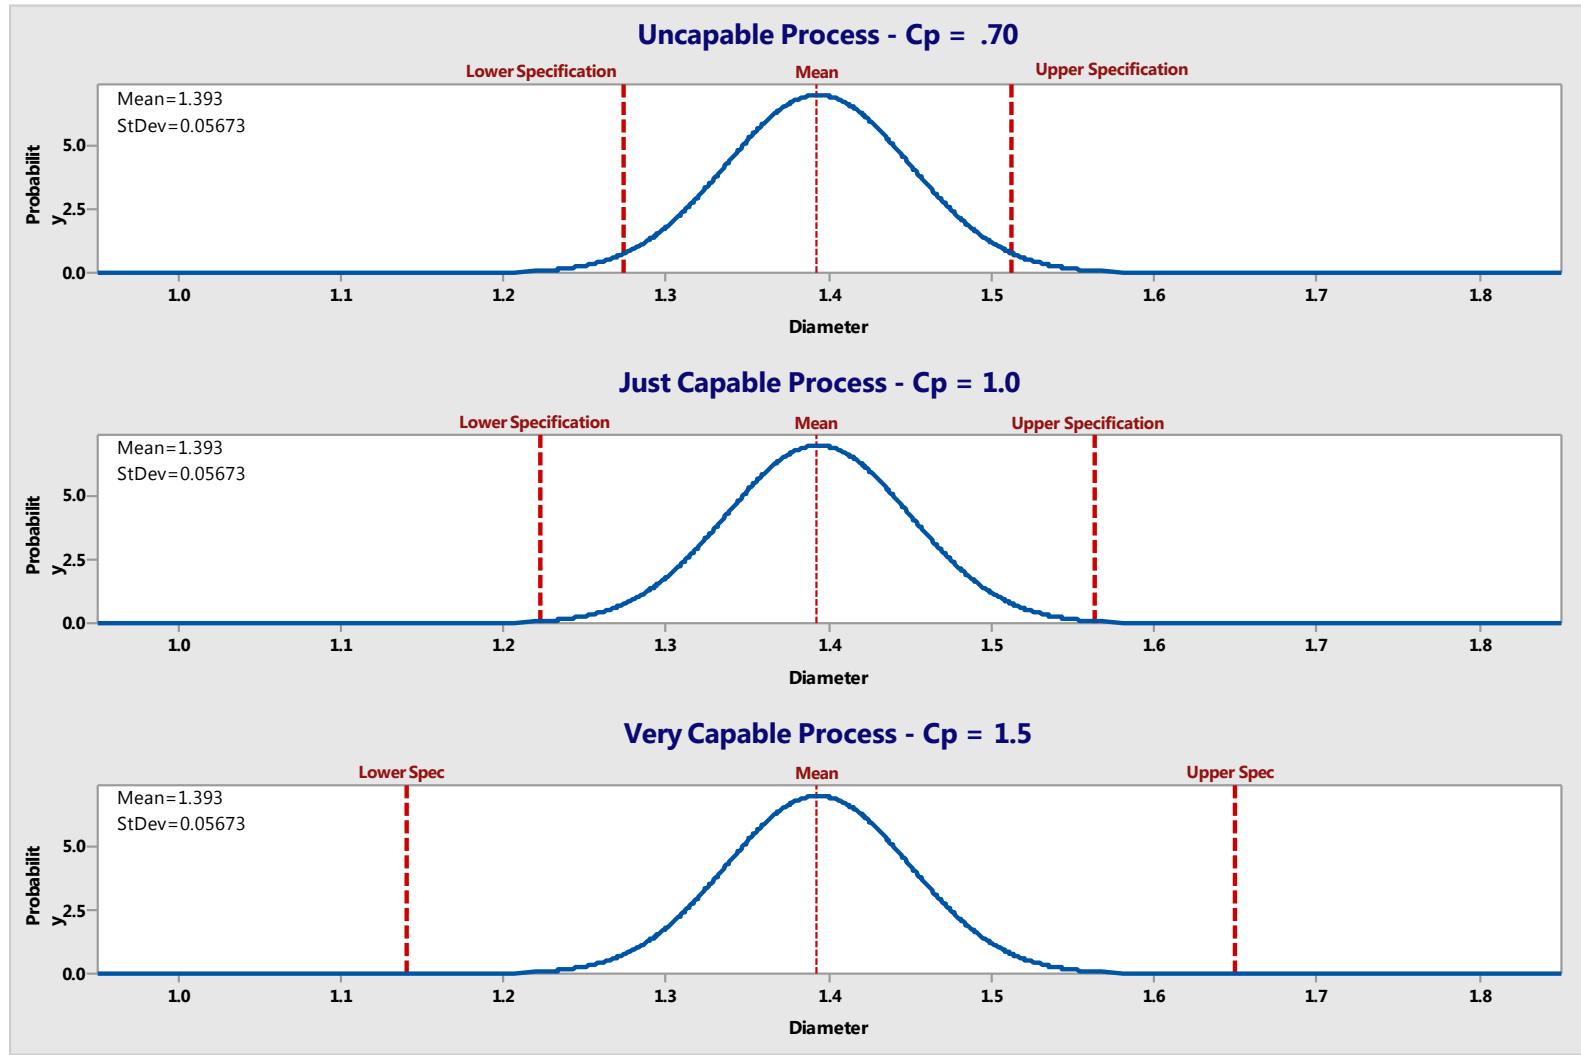 Uncapable Process - Cp =  .70
Lower Specification Mean Upper Specification
Mean=1.393
StDev=0.05673
Probabilit
y
5.0
2.5
0.0
1.0 1.1 1.2 1.3 1.4 1.5 1.6 1.7 1.8
Diameter
Just Capable Process - Cp = 1.0
Lower Specification Mean Upper Specification
Mean=1.393
StDev=0.05673
Probabilit
y
5.0
2.5
0.0
1.0 1.1 1.2 1.3 1.4 1.5 1.6 1.7 1.8
Diameter
Very Capable Process - Cp = 1.5
Lower Spec Mean Upper Spec
Mean=1.393
StDev=0.05673
Probabilit
y
5.0
2.5
0.0
1.0 1.1 1.2 1.3 1.4 1.5 1.6 1.7 1.8
Diameter